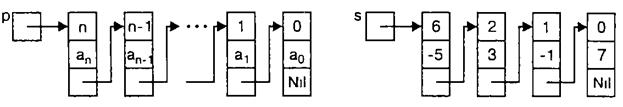 p n n-1 ... 1 0 s 6 2 1 0
aₙ aₙ₋₁ a₁ a₀ -5 3 -1 7
Nil Nil